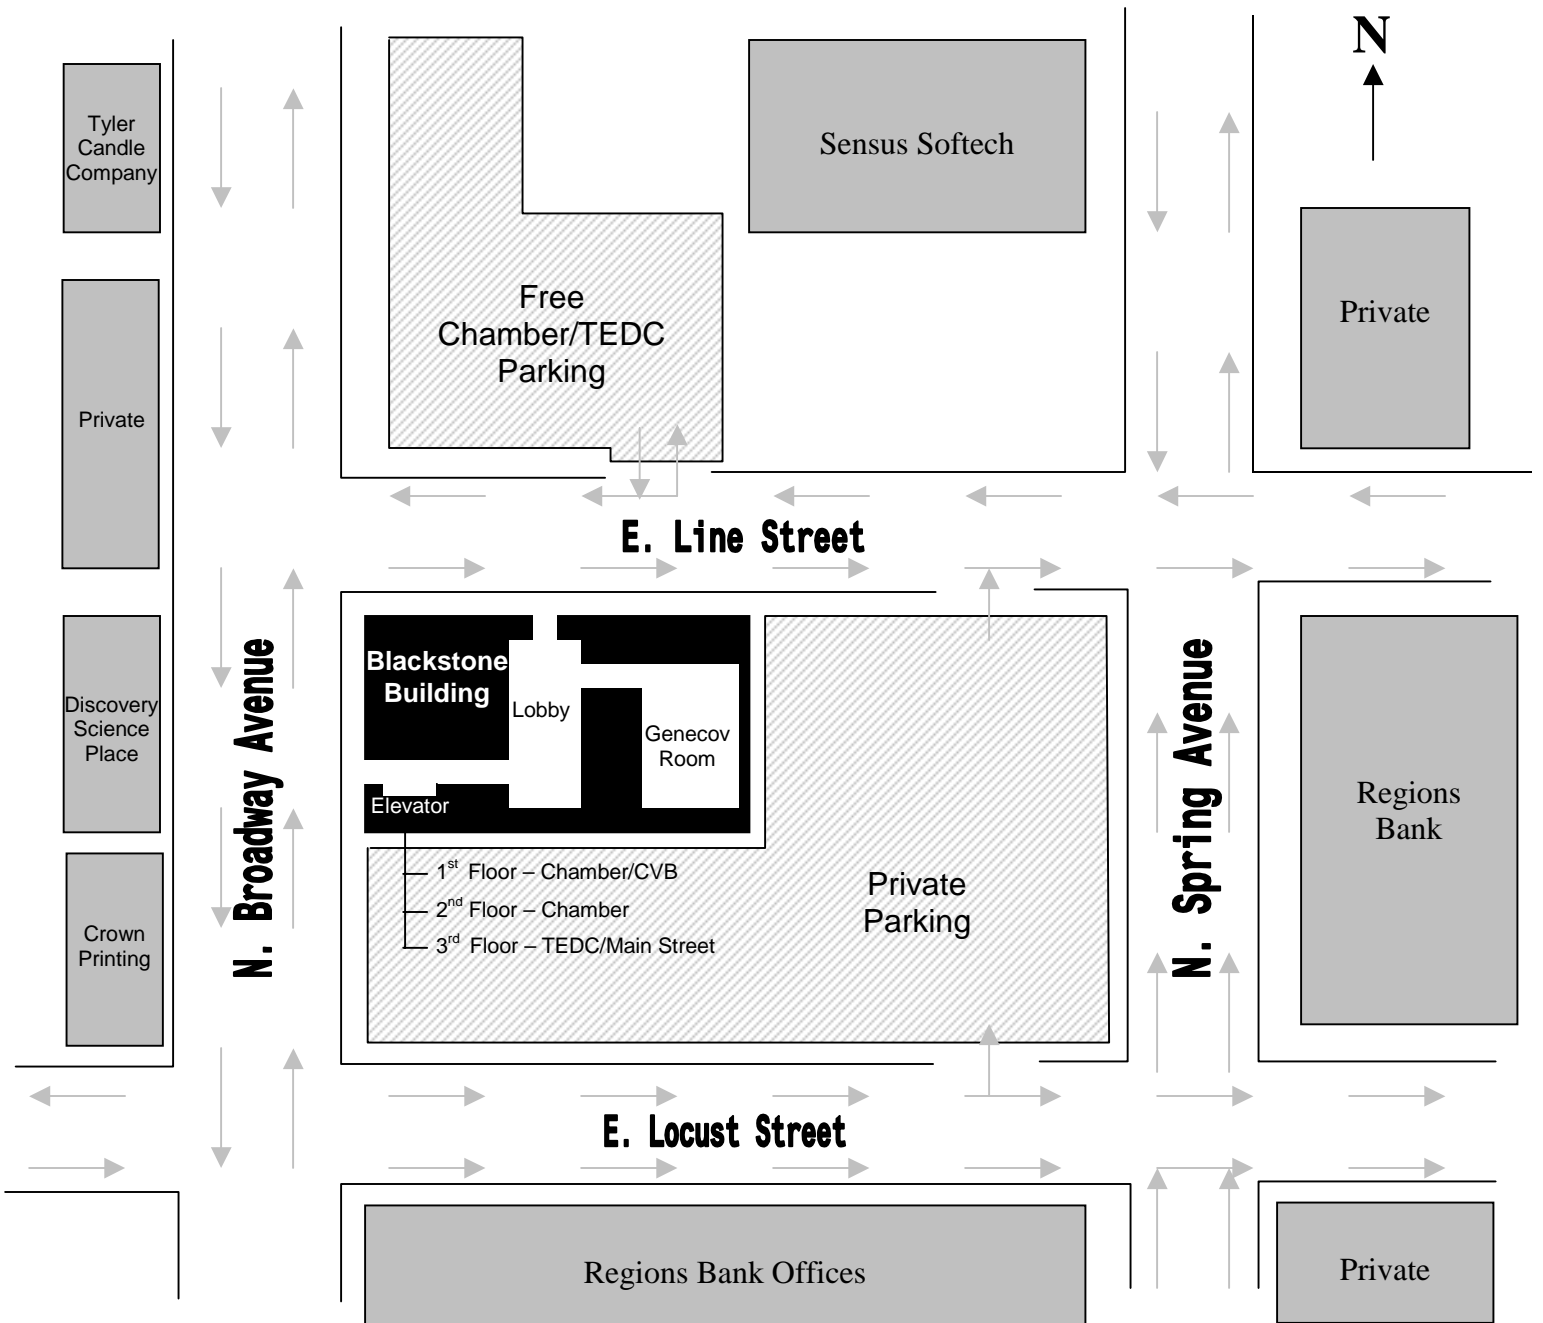 N
Tyler
Candle
Company
Sensus Softech
Free
Chamber/TEDC
Parking
Private
Private
E. Line Street
N. Broadway Avenue
Blackstone
Building
Lobby
Genecov
Room
Elevator
N. Spring Avenue
Discovery
Science
Place
Regions
Bank
1st Floor – Chamber/CVB
2nd Floor – Chamber
3rd Floor – TEDC/Main Street
Private
Parking
Crown
Printing
E. Locust Street
Regions Bank Offices
Private